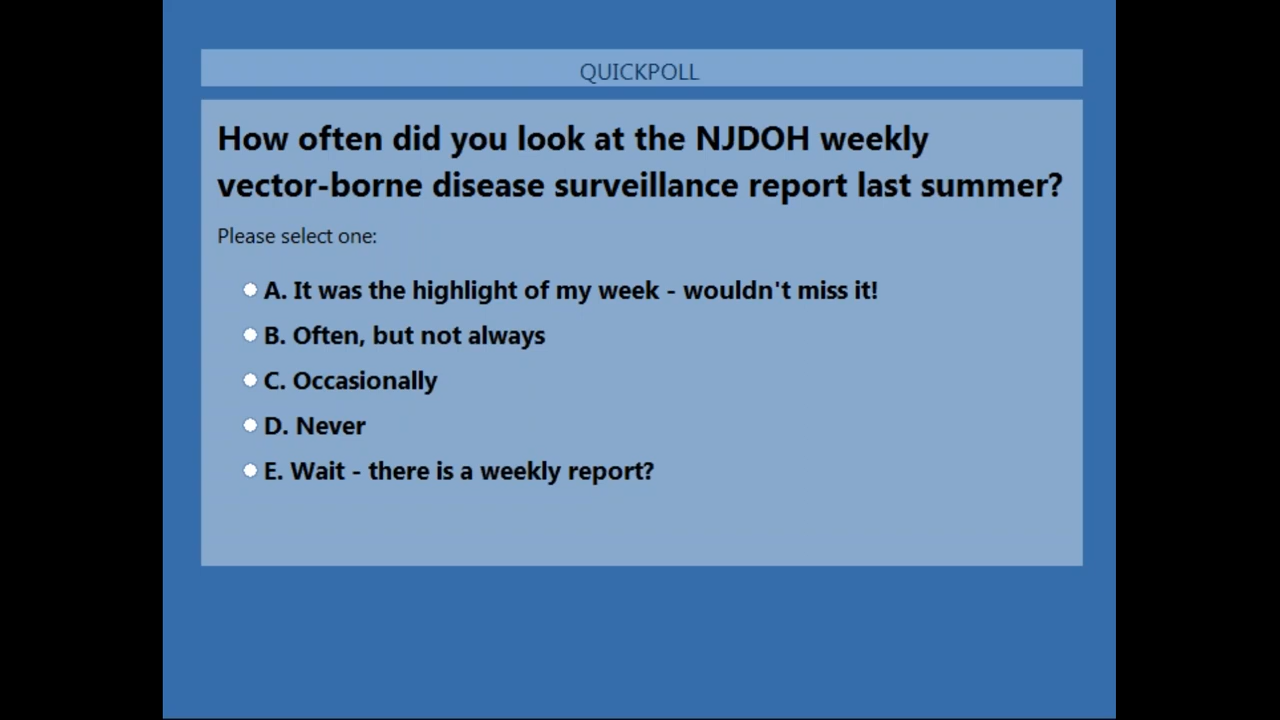 QUICKPOLL
How often did you look at the NJDOH weekly
vector-borne disease surveillance report last summer?
Please select one:
A. It was the highlight of my week - wouldn't miss it!
B. Often, but not always
C. Occasionally
D. Never
E. Wait - there is a weekly report?